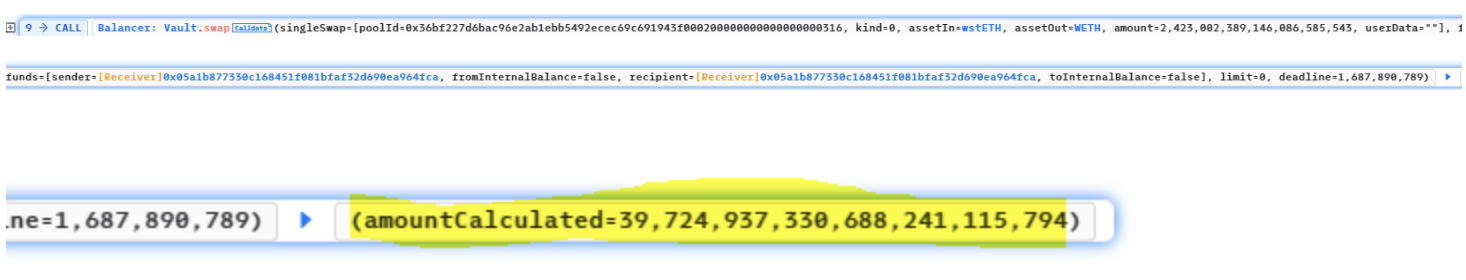 9 → CALL Balancer: Vault.swap Calldata (singleSwap=[poolId=0x36bf227d6bac96e2ab1ebb5492ecec69c691943f000200000000000000000316, kind=0, assetIn=wstETH, assetOut=WETH, amount=2,423,002,389,146,086,585,543, userData=""], f
funds=[sender=[Receiver]0x05a1b877330c168451f081bfaf32d690ea964fca, fromInternalBalance=false, recipient=[Receiver]0x05a1b877330c168451f081bfaf32d690ea964fca, toInternalBalance=false], limit=0, deadline=1,687,890,789)
ine=1,687,890,789) (amountCalculated=39,724,937,330,688,241,115,794)